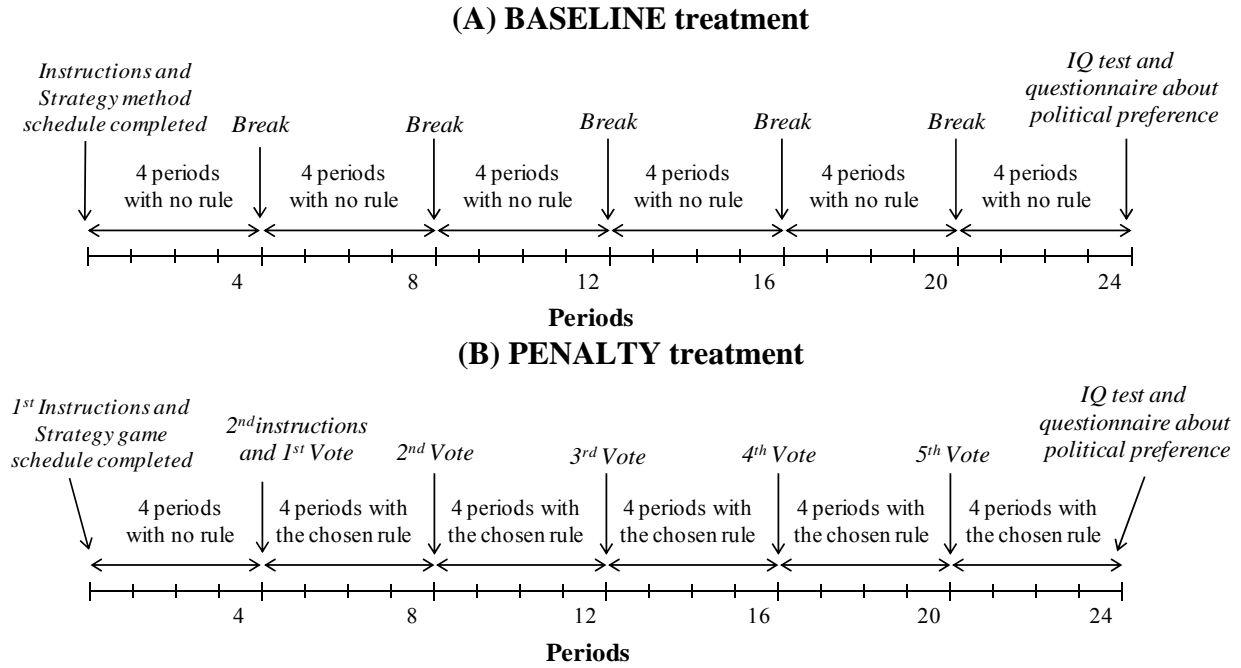 (A) BASELINE treatment
Instructions and
Strategy method
schedule completed
Break
Break
Break
Break
Break
IQ test and
questionnaire about
political preference
4 periods
with no rule
4 periods
with no rule
4 periods
with no rule
4 periods
with no rule
4 periods
with no rule
4 periods
with no rule
4
8
12
16
20
24
Periods
(B) PENALTY treatment
1st Instructions and
Strategy game
schedule completed
2nd instructions
and 1st Vote
2nd Vote
3rd Vote
4th Vote
5th Vote
IQ test and
questionnaire about
political preference
4 periods
with no rule
4 periods with
the chosen rule
4 periods with
the chosen rule
4 periods with
the chosen rule
4 periods with
the chosen rule
4 periods with
the chosen rule
4
8
12
16
20
24
Periods